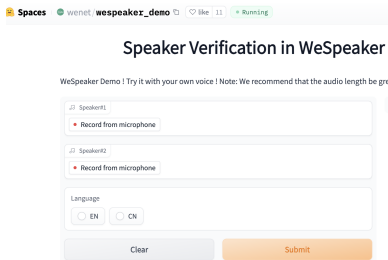 Spaces wenet/wespeaker_demo like 11 Running
Speaker Verification in WeSpeaker
WeSpeaker Demo ! Try it with your own voice ! Note: We recommend that the audio length be gre
Speaker#1
Record from microphone
Speaker#2
Record from microphone
Language
EN CN
Clear Submit